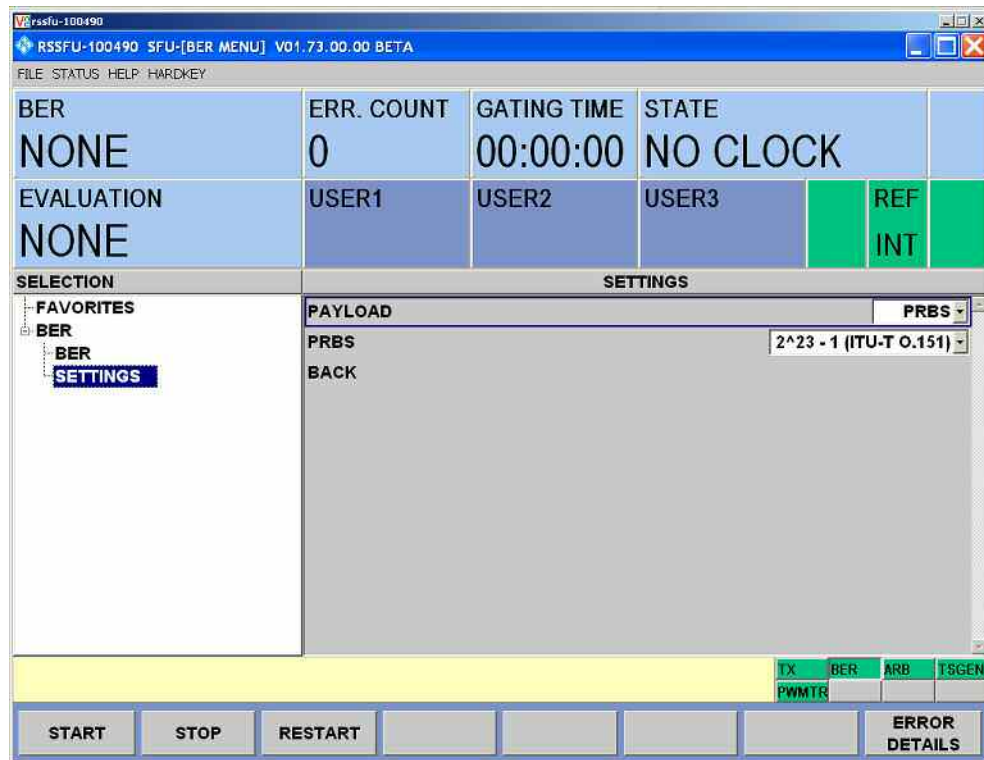 rssfu-100490
RSSFU-100490 SFU-[BER MENU] V01.73.00.00 BETA
FILE STATUS HELP HARDKEY
BER ERR. COUNT GATING TIME STATE
NONE 0 00:00:00 NO CLOCK
EVALUATION USER1 USER2 USER3 REF
NONE INT
SELECTION SETTINGS
FAVORITES
BER
BER
SETTINGS
PAYLOAD PRBS
PRBS 2^23 - 1 (ITU-T O.151)
BACK
TX BER ARB TSGEN
PWMTR
START STOP RESTART ERROR DETAILS